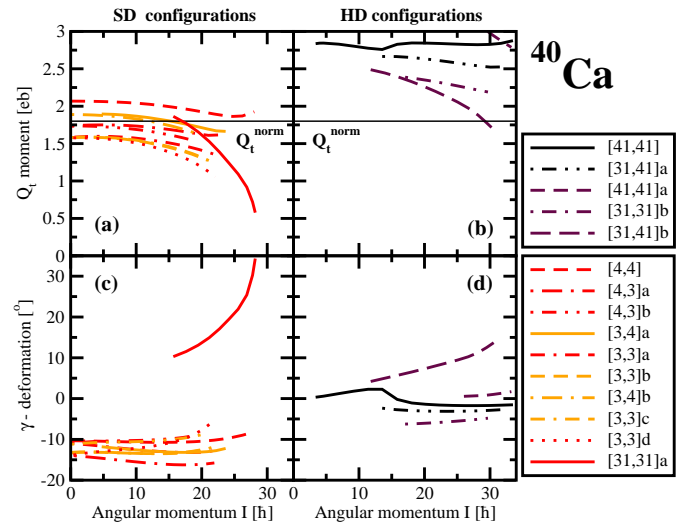 SD configurations
HD configurations
40Ca
Qt moment [eb]
3
2.5
2
1.5
1
0.5
0
Qt norm
Qt norm
(a)
(b)
[41,41]
[31,41]a
[41,41]a
[31,31]b
[31,41]b
γ - deformation [°]
30
20
10
0
-10
-20
(c)
(d)
[4,4]
[4,3]a
[4,3]b
[3,4]a
[3,3]a
[3,3]b
[3,4]b
[3,3]c
[3,3]d
[31,31]a
0 10 20 30
0 10 20 30
Angular momentum I [ħ]
Angular momentum I [ħ]